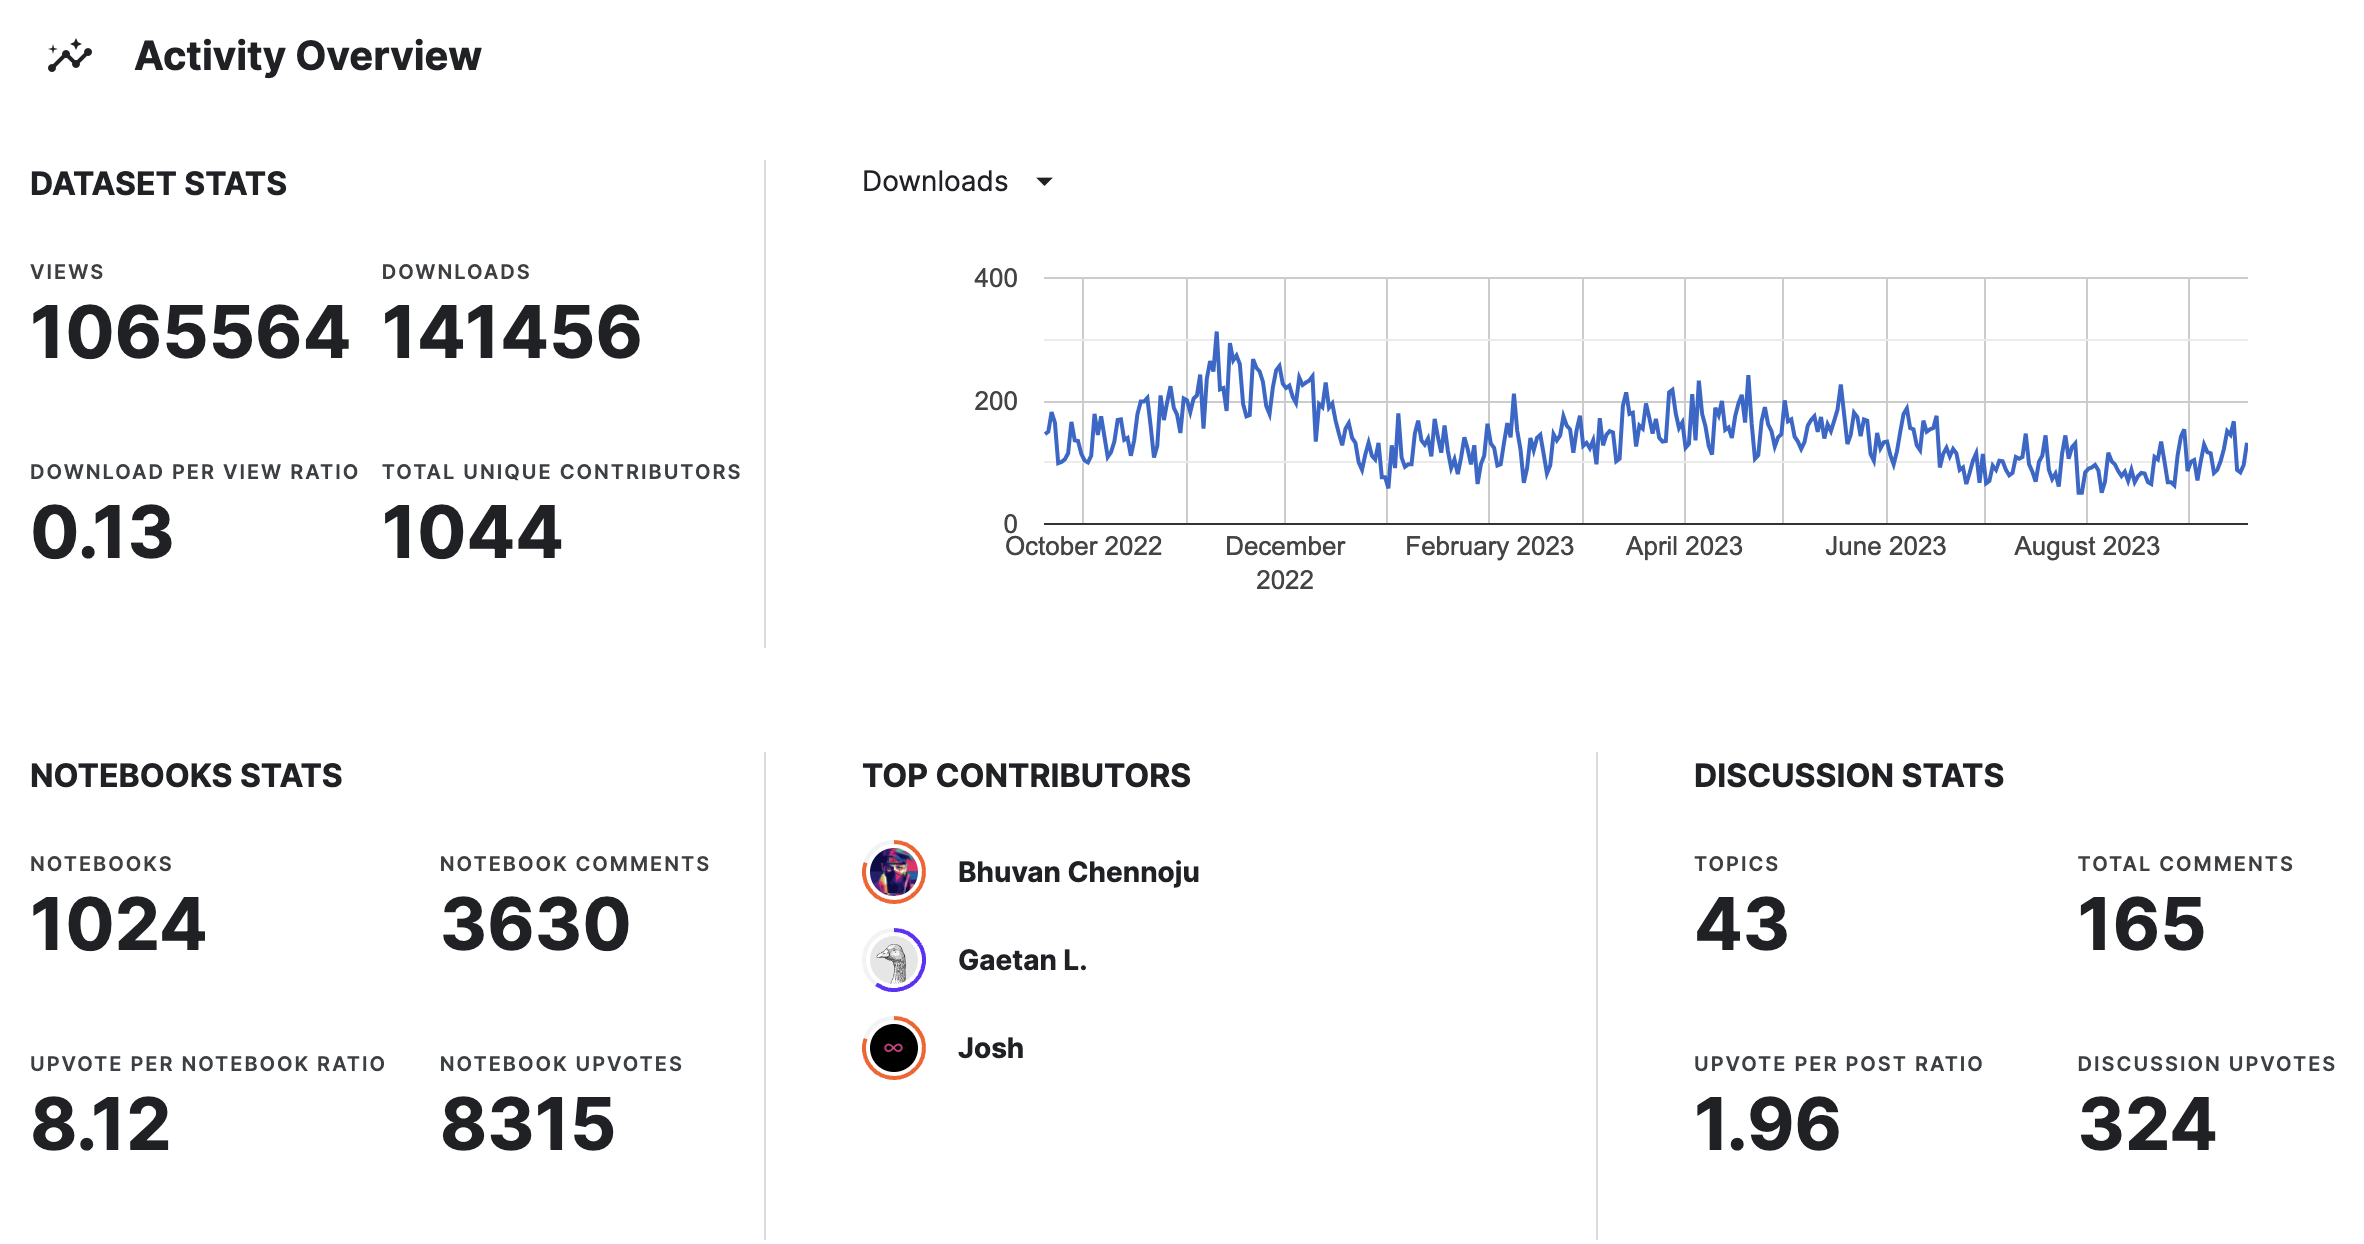 Activity Overview
DATASET STATS
VIEWS
1065564
DOWNLOADS
141456
DOWNLOAD PER VIEW RATIO
0.13
TOTAL UNIQUE CONTRIBUTORS
1044
Downloads
400
200
0
October 2022
December
2022
February 2023
April 2023
June 2023
August 2023
NOTEBOOKS STATS
NOTEBOOKS
1024
NOTEBOOK COMMENTS
3630
UPVOTE PER NOTEBOOK RATIO
8.12
NOTEBOOK UPVOTES
8315
TOP CONTRIBUTORS
Bhuvan Chennoju
Gaetan L.
Josh
DISCUSSION STATS
TOPICS
43
TOTAL COMMENTS
165
UPVOTE PER POST RATIO
1.96
DISCUSSION UPVOTES
324